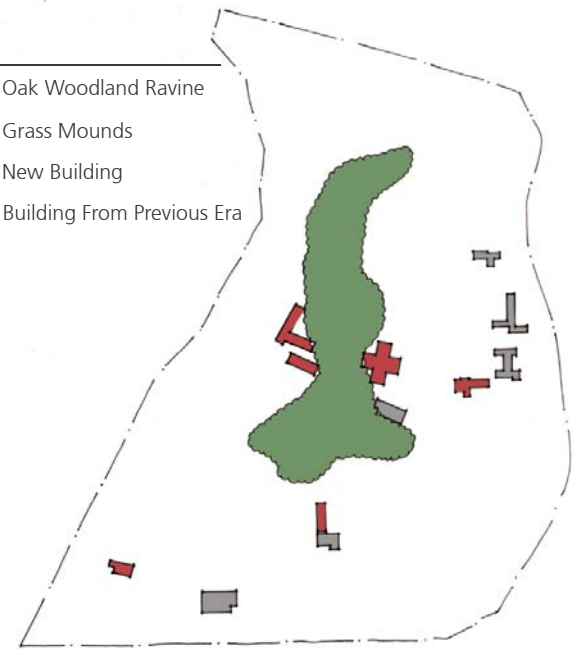 Oak Woodland Ravine
Grass Mounds
New Building
Building From Previous Era